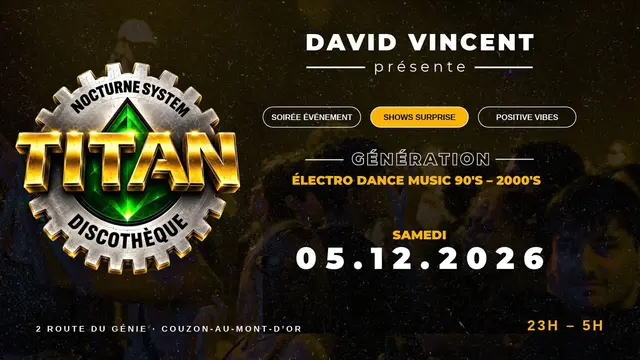 NOCTURNE SYSTEM
TITAN
DISCOTHÈQUE
DAVID VINCENT
présente
SOIRÉE ÉVÉNEMENT
SHOWS SURPRISE
POSITIVE VIBES
GÉNÉRATION
ÉLECTRO DANCE MUSIC 90'S – 2000'S
SAMEDI
05.12.2026
2 ROUTE DU GÉNIE · COUZON-AU-MONT-D'OR
23H – 5H